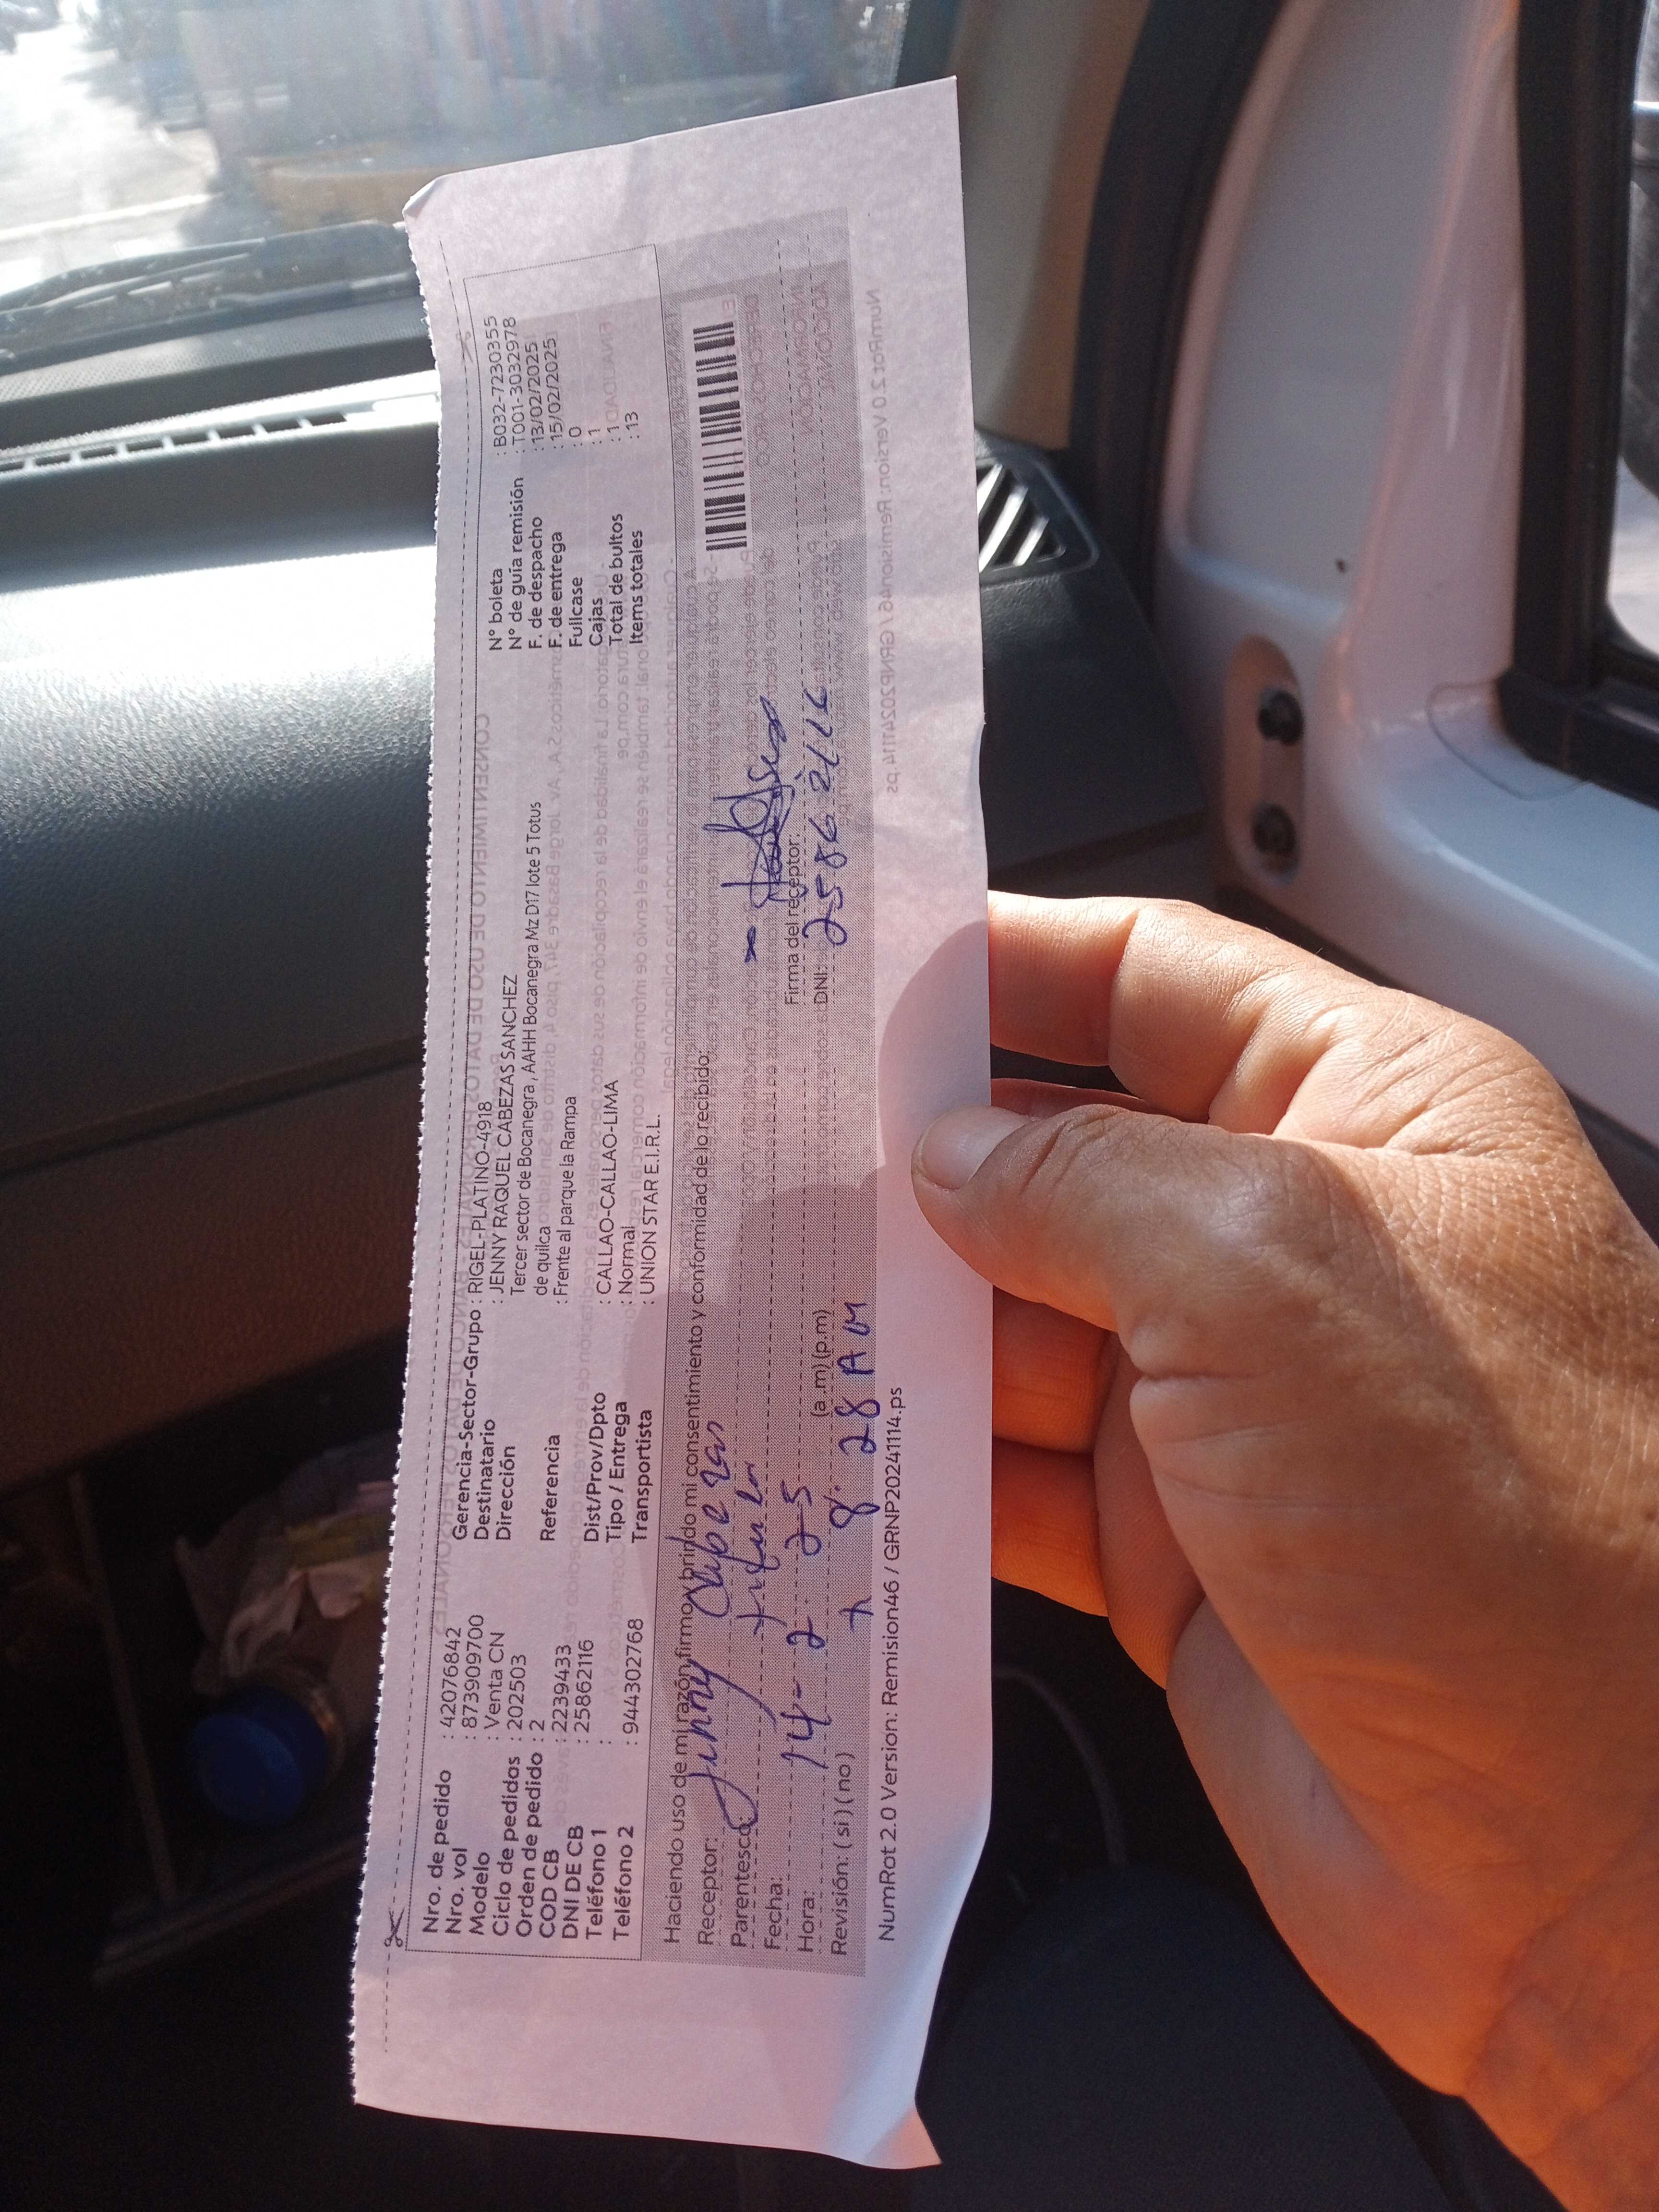 Nro. de pedido : 42076842
Nro. vol : 873909700
Modelo : Venta CN
Ciclo de pedidos : 202503
Orden de pedido : 2
COD CB : 2239433
DNI DE CB : 25862116
Teléfono 1 :
Teléfono 2 : 944302768
Gerencia-Sector-Grupo : RIGEL-PLATINO-4918
Destinatario : JENNY RAQUEL CABEZAS SANCHEZ
Dirección Tercer sector de Bocanegra , AAHH Bocanegra Mz D17 lote 5 Totus
de quilca
Referencia : Frente al parque la Rampa
Dist/Prov/Dpto : CALLAO-CALLAO-LIMA
Tipo / Entrega : Normal
Transportista : UNION STAR E.I.R.L.
N° boleta : B032-7230355
N° de guía remisión : T001-3032978
F. de despacho : 13/02/2025
F. de entrega : 15/02/2025
Fullcase : 0
Cajas : 1
Total de bultos : 1
Items totales : 13
Haciendo uso de mi razón, firmo y brindo mi consentimiento y conformidad de lo recibido:
Receptor: Jenny Cabezas
Parentesco: titular
Fecha: 14- 2 25
Hora: (a .m) (p.m)
8: 28 AM
Revisión: ( si ) ( no )
Firma del receptor:
DNI: 25862116
NumRot 2.0 Version: Remision46 / GRNP20241114.ps